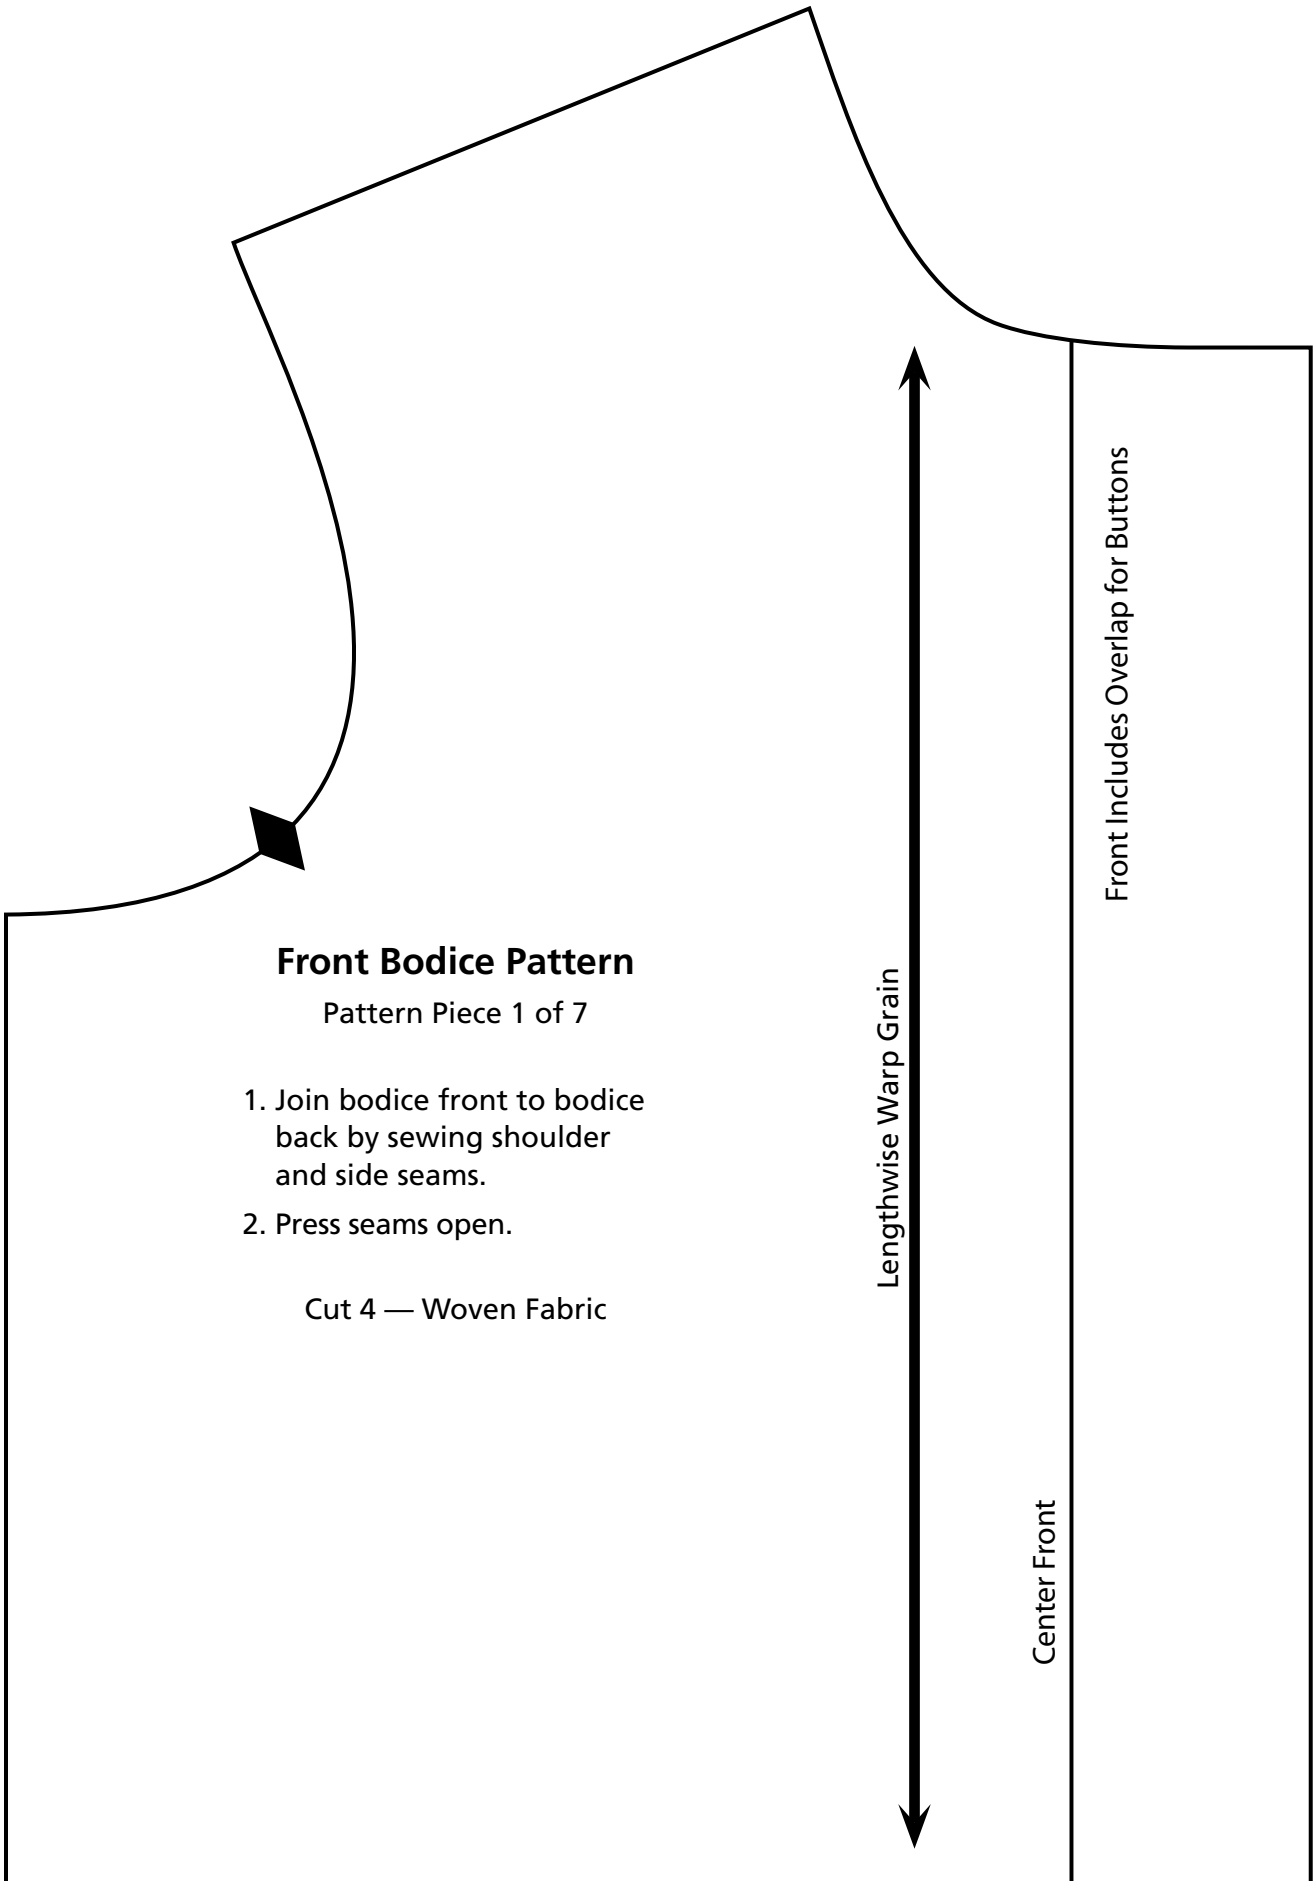 Front Includes Overlap for Buttons
Front Bodice Pattern
Pattern Piece 1 of 7
1. Join bodice front to bodice
back by sewing shoulder
and side seams.
2. Press seams open.
Cut 4 — Woven Fabric
Lengthwise Warp Grain
Center Front